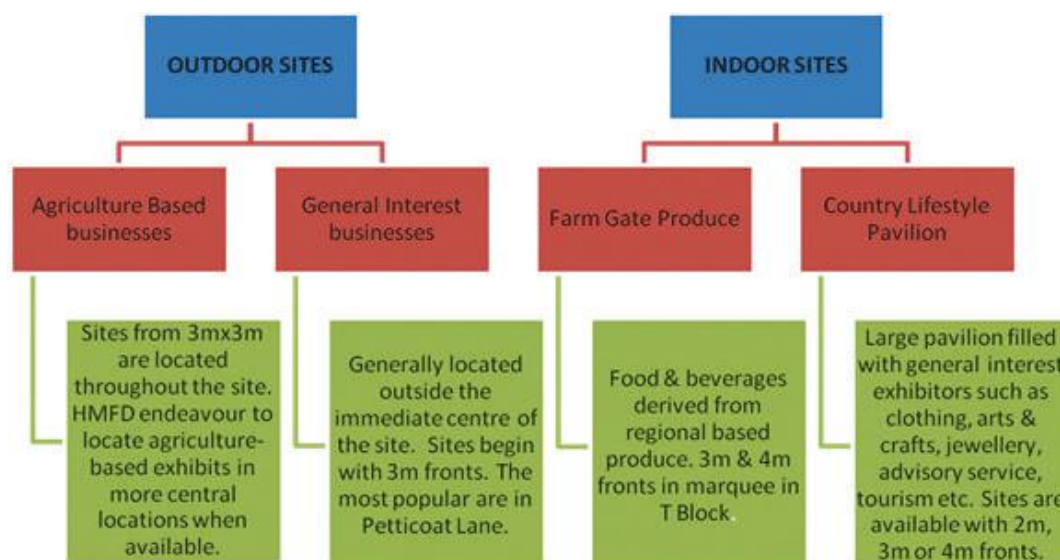 OUTDOOR SITES
INDOOR SITES
Agriculture Based
businesses
General Interest
businesses
Farm Gate Produce
Country Lifestyle
Pavilion
Sites from 3mx3m
are located
throughout the site.
HMFD endeavour to
locate agriculture-
based exhibits in
more central
locations when
available.
Generally located
outside the
immediate centre of
the site. Sites begin
with 3m fronts. The
most popular are in
Petticoat Lane.
Food & beverages
derived from
regional based
produce. 3m & 4m
fronts in marquee in
T Block.
Large pavilion filled
with general interest
exhibitors such as
clothing, arts &
crafts, jewellery,
advisory service,
tourism etc. Sites are
available with 2m,
3m or 4m fronts.